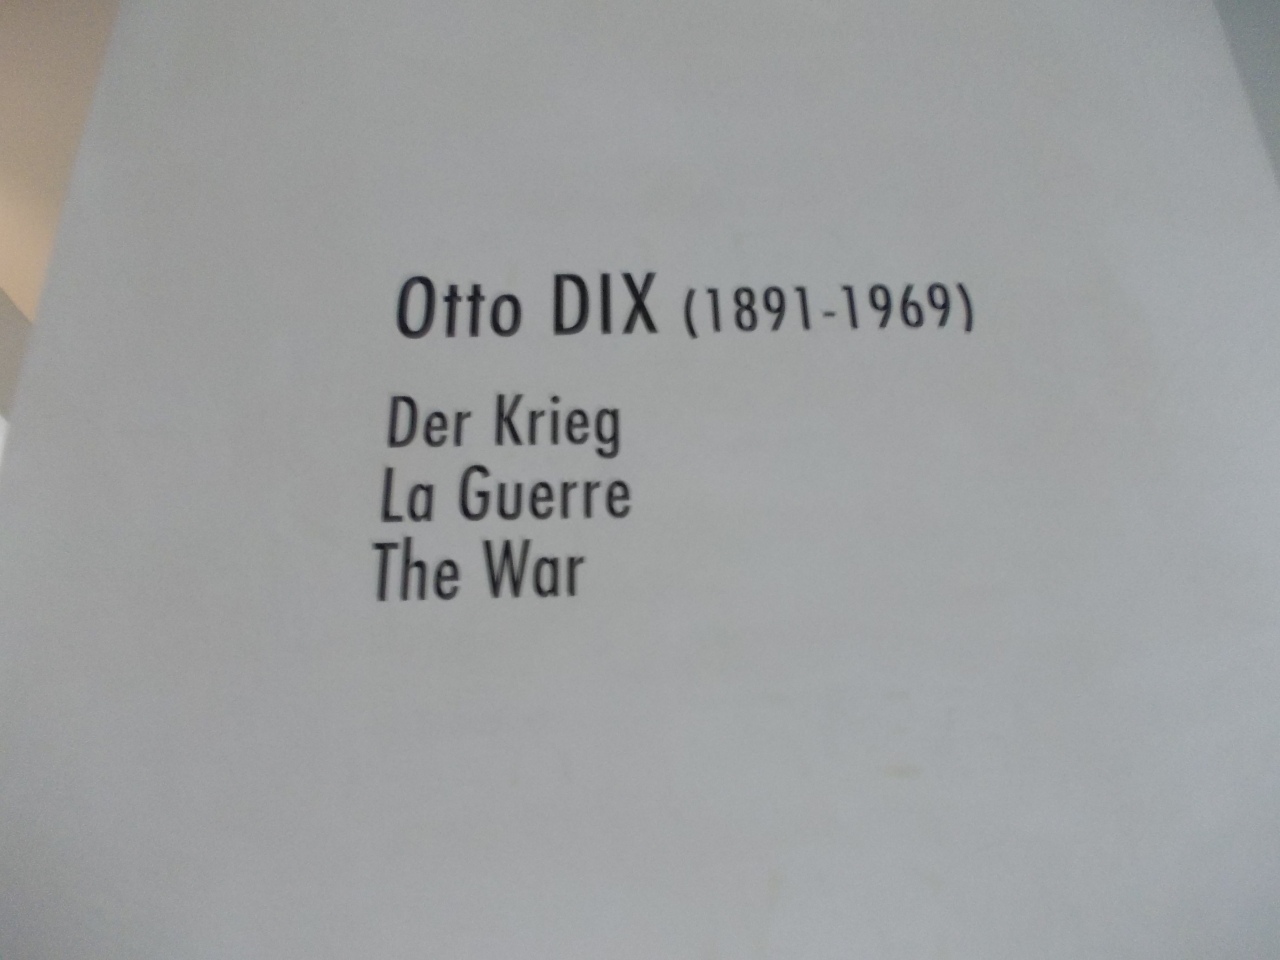 Otto DIX (1891-1969)
Der Krieg
La Guerre
The War